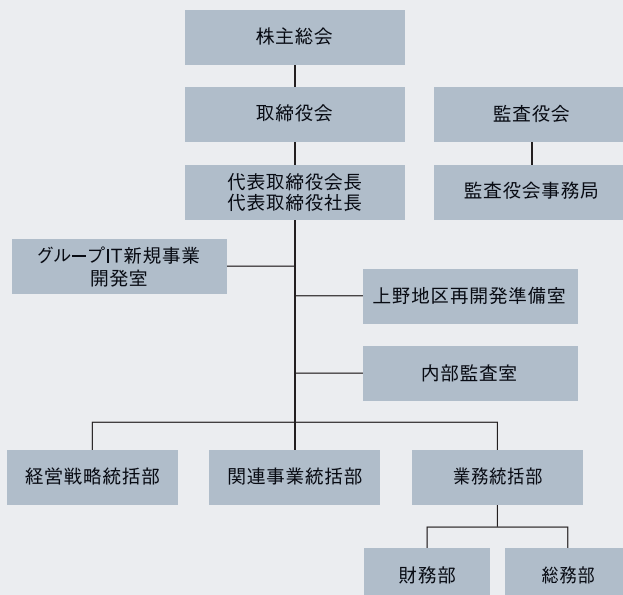 株主総会
取締役会
監査役会
代表取締役会長
代表取締役社長
監査役会事務局
グループIT新規事業
開発室
上野地区再開発準備室
内部監査室
経営戦略統括部
関連事業統括部
業務統括部
財務部
総務部